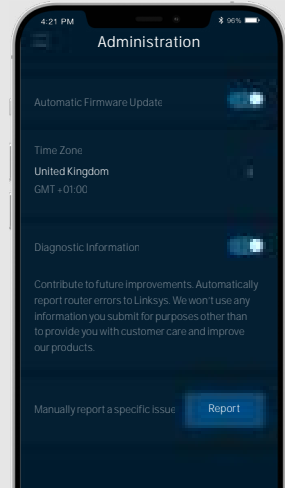 4:21 PM
96%
Administration
Automatic Firmware Update
Time Zone
United Kingdom
GMT +01:00
Diagnostic Information
Contribute to future improvements. Automatically
report router errors to Linksys. We won't use any
information you submit for purposes other than
to provide you with customer care and improve
our products.
Manually report a specific issue
Report